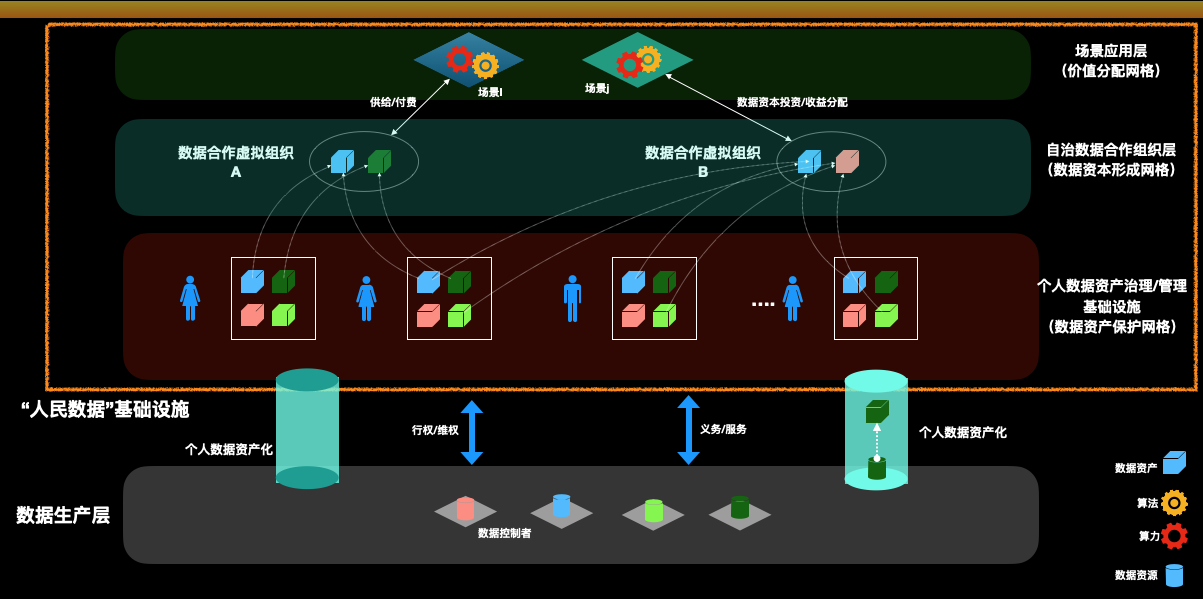 场景应用层
（价值分配网格）
场景i
场景j
供给/付费
数据资本投资/收益分配
数据合作虚拟组织
A
数据合作虚拟组织
B
自治数据合作组织层
（数据资本形成网格）
个人数据资产治理/管理
基础设施
（数据资产保护网格）
....
“人民数据”基础设施
个人数据资产化
行权/维权
义务/服务
个人数据资产化
数据生产层
数据控制者
数据资产
算法
算力
数据资源